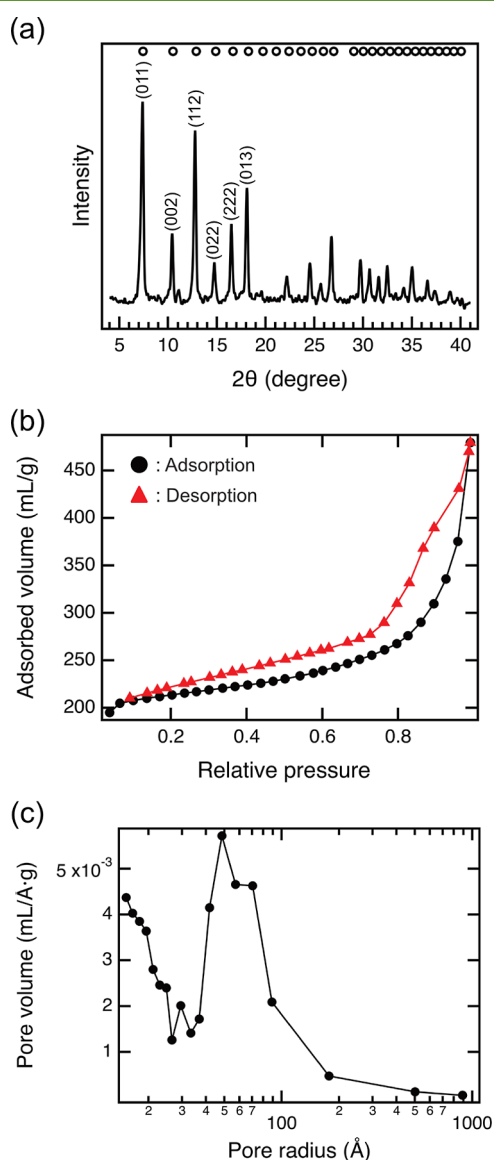 (a)
(011)
(002)
(112)
(022)
(222)
(013)
Intensity
5 10 15 20 25 30 35 40
2θ (degree)
(b)
● : Adsorption
▲ : Desorption
Adsorbed volume (mL/g)
450
400
350
300
250
200
0.2 0.4 0.6 0.8
Relative pressure
(c)
Pore volume (mL/Å·g)
5 x10⁻³
4
3
2
1
2 3 4 5 6 7 100 2 3 4 5 6 7 1000
Pore radius (Å)